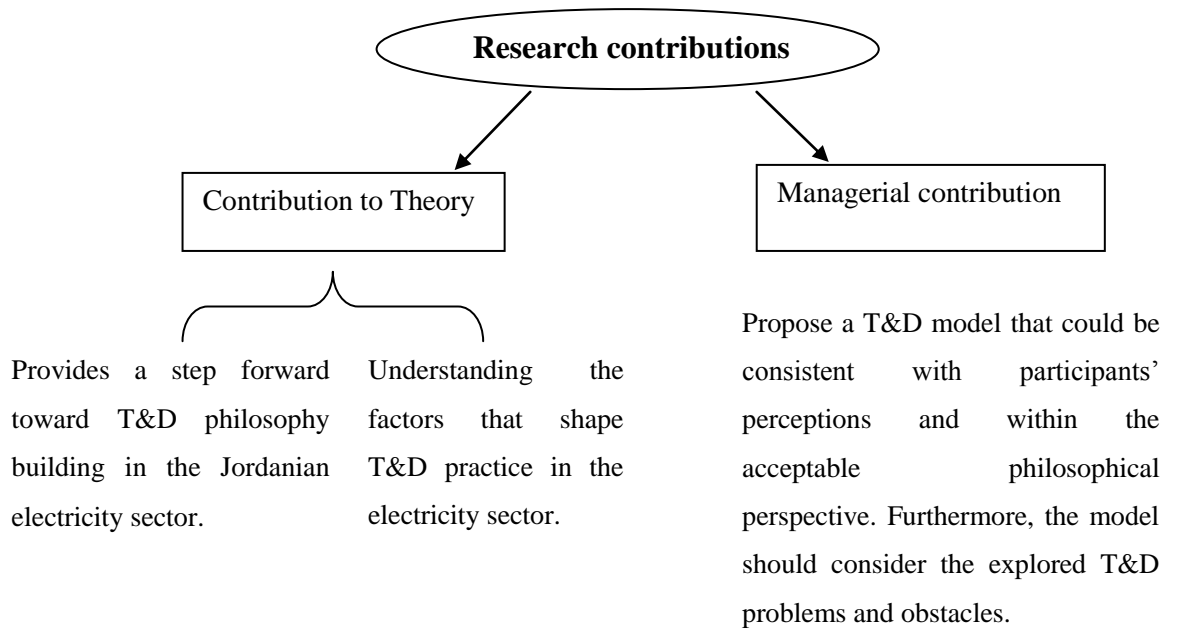 Research contributions
Contribution to Theory
Managerial contribution
Provides a step forward
toward T&D philosophy
building in the Jordanian
electricity sector.
Understanding the
factors that shape
T&D practice in the
electricity sector.
Propose a T&D model that could be
consistent with participants’
perceptions and within the
acceptable philosophical
perspective. Furthermore, the model
should consider the explored T&D
problems and obstacles.